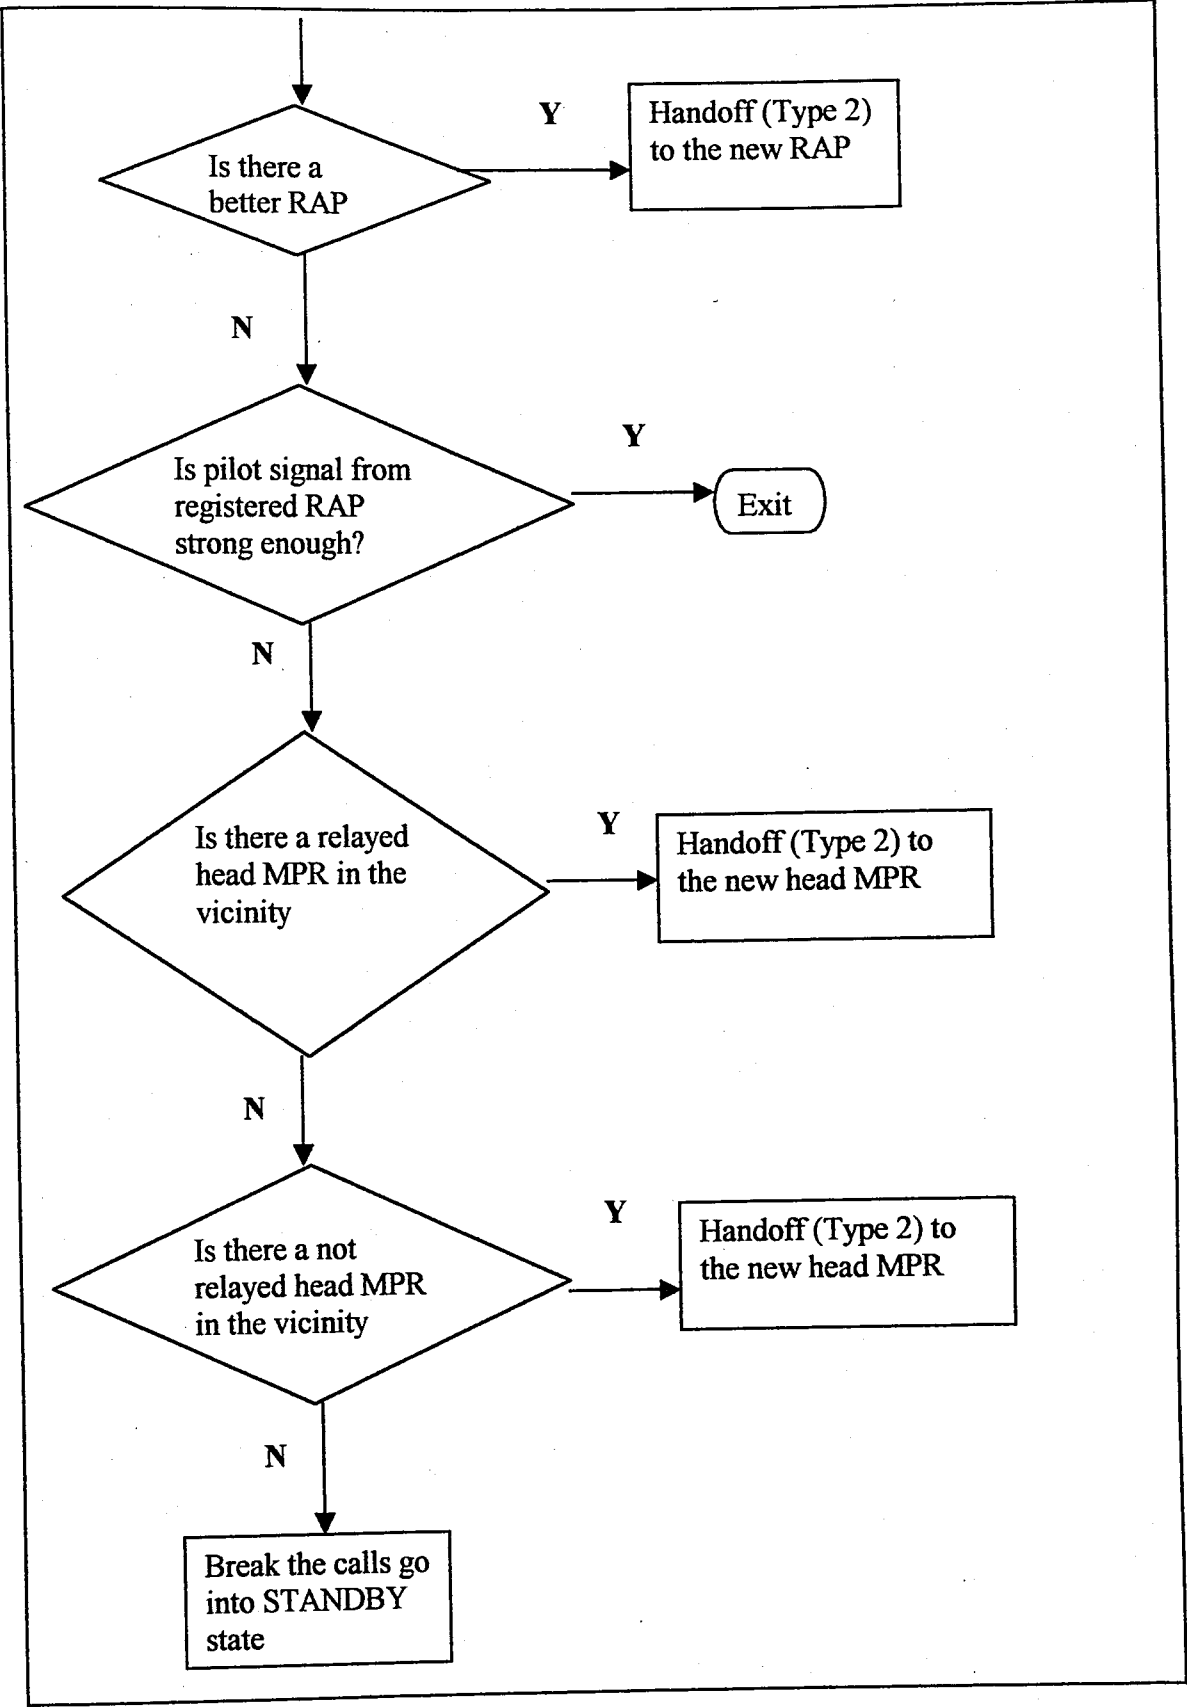 Y
Handoff (Type 2)
to the new RAP
Is there a
better RAP
N
Y
Is pilot signal from
registered RAP
strong enough?
Exit
N
Y
Is there a relayed
head MPR in the
vicinity
Handoff (Type 2) to
the new head MPR
N
Y
Is there a not
relayed head MPR
in the vicinity
Handoff (Type 2) to
the new head MPR
N
Break the calls go
into STANDBY
state